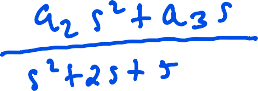 a₂ s² + a₃ s
s² + 2s + 5